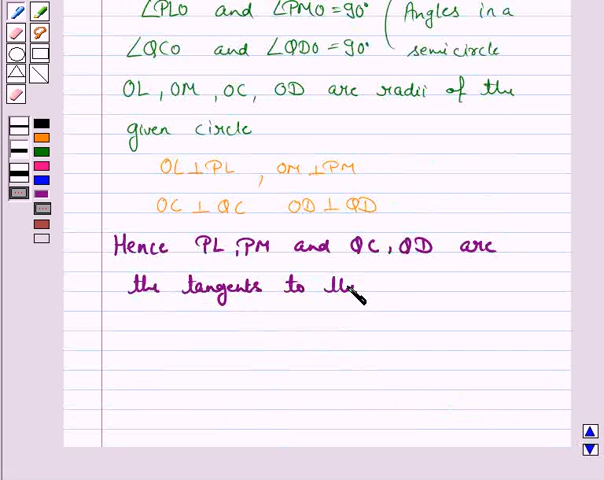 ∠PLO and ∠PMO = 90° ( Angles in a
∠QCO and ∠QDO = 90° semicircle
OL, OM, OC, OD are radii of the
given circle
OL ⊥ PL , OM ⊥ PM
OC ⊥ QC OD ⊥ QD
Hence PL, PM and QC, QD are
the tangents to the